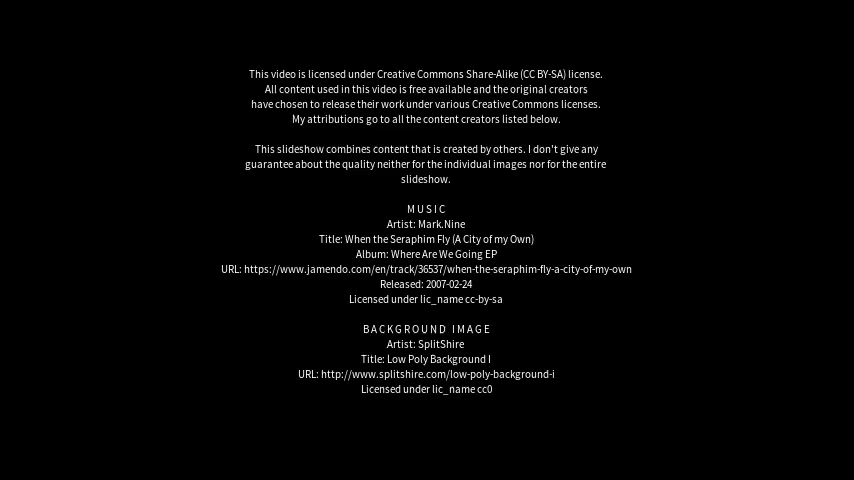 This video is licensed under Creative Commons Share-Alike (CC BY-SA) license.
All content used in this video is free available and the original creators
have chosen to release their work under various Creative Commons licenses.
My attributions go to all the content creators listed below.
This slideshow combines content that is created by others. I don't give any
guarantee about the quality neither for the individual images nor for the entire
slideshow.
MUSIC
Artist: Mark.Nine
Title: When the Seraphim Fly (A City of my Own)
Album: Where Are We Going EP
URL: https://www.jamendo.com/en/track/36537/when-the-seraphim-fly-a-city-of-my-own
Released: 2007-02-24
Licensed under lic_name cc-by-sa
BACKGROUND IMAGE
Artist: SplitShire
Title: Low Poly Background I
URL: http://www.splitshire.com/low-poly-background-i
Licensed under lic_name cc0